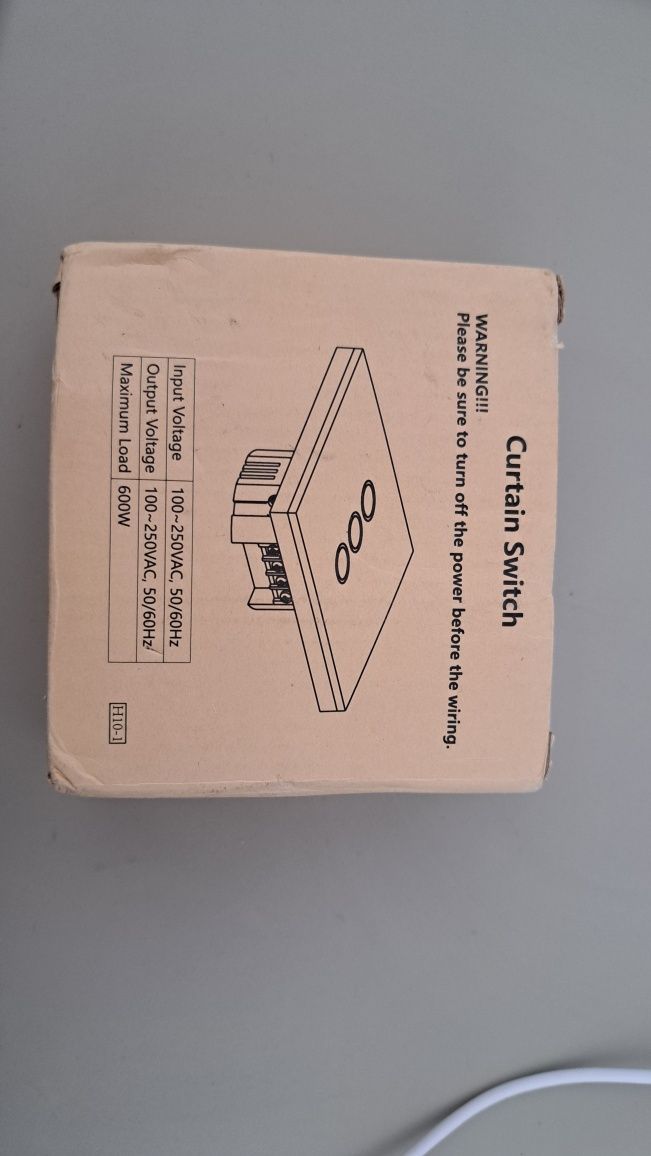 Curtain Switch
WARNING!!!
Please be sure to turn off the power before the wiring.
Input Voltage 100~250VAC, 50/60Hz
Output Voltage 100~250VAC, 50/60Hz
Maximum Load 600W
H10-1